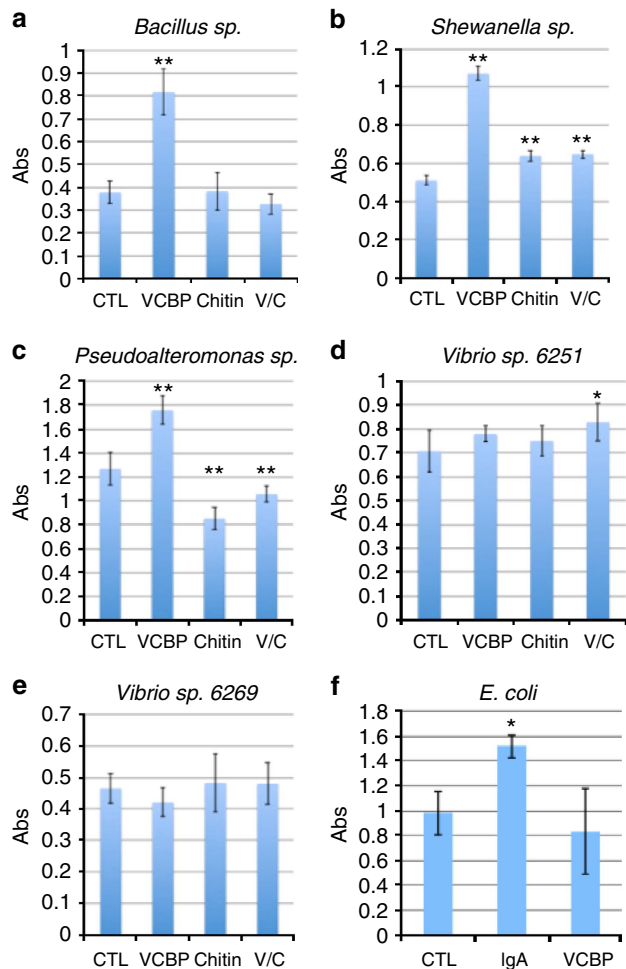 a
Bacillus sp.
Abs
1
0.9
0.8
0.7
0.6
0.5
0.4
0.3
0.2
0.1
0
**
CTL VCBP Chitin V/C
b
Shewanella sp.
Abs
1.2
1
0.8
0.6
0.4
0.2
0
**
**
**
CTL VCBP Chitin V/C
c
Pseudoalteromonas sp.
Abs
2
1.8
1.6
1.4
1.2
1
0.8
0.6
0.4
0.2
0
**
**
**
CTL VCBP Chitin V/C
d
Vibrio sp. 6251
Abs
1
0.9
0.8
0.7
0.6
0.5
0.4
0.3
0.2
0.1
0
*
CTL VCBP Chitin V/C
e
Vibrio sp. 6269
Abs
0.7
0.6
0.5
0.4
0.3
0.2
0.1
0
CTL VCBP Chitin V/C
f
E. coli
Abs
1.8
1.6
1.4
1.2
1
0.8
0.6
0.4
0.2
0
*
CTL IgA VCBP